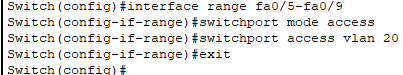 Switch(config)#interface range fa0/5-fa0/9
Switch(config-if-range)#switchport mode access
Switch(config-if-range)#switchport access vlan 20
Switch(config-if-range)#exit
Switch(config)#